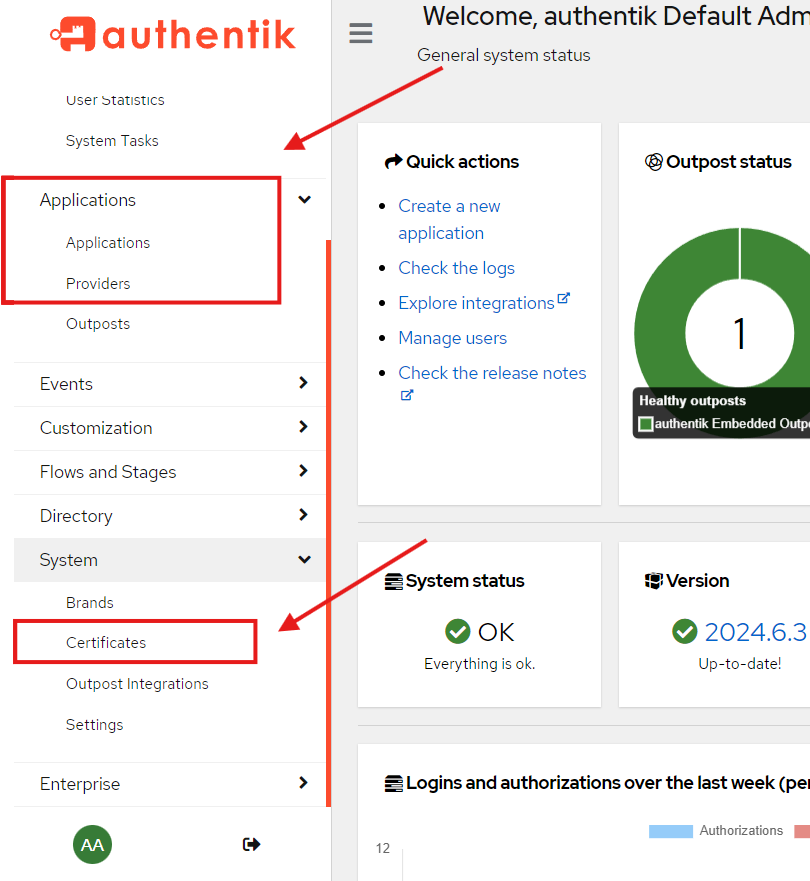 authentik
User Statistics
System Tasks
Applications
Applications
Providers
Outposts
Events
Customization
Flows and Stages
Directory
System
Brands
Certificates
Outpost Integrations
Settings
Enterprise
AA
Welcome, authentik Default Adm
General system status
Quick actions
Create a new
application
Check the logs
Explore integrations
Manage users
Check the release notes
Outpost status
1
Healthy outposts
authentik Embedded Outpo
System status
OK
Everything is ok.
Version
2024.6.3
Up-to-date!
Logins and authorizations over the last week (per
Authorizations
12